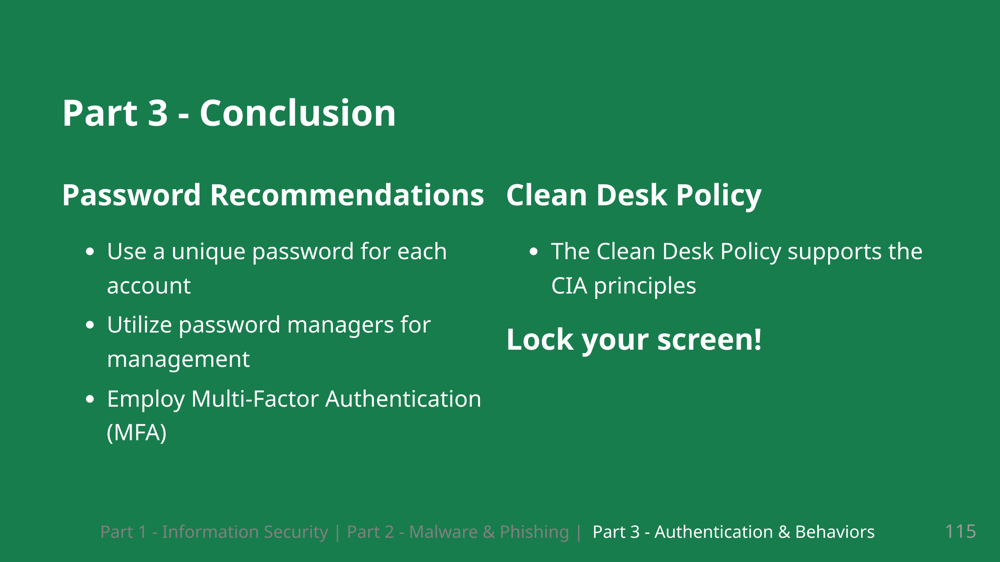 Part 3 - Conclusion
Password Recommendations
• Use a unique password for each
account
• Utilize password managers for
management
• Employ Multi-Factor Authentication
(MFA)
Clean Desk Policy
• The Clean Desk Policy supports the
CIA principles
Lock your screen!
Part 1 - Information Security | Part 2 - Malware & Phishing | Part 3 - Authentication & Behaviors
115